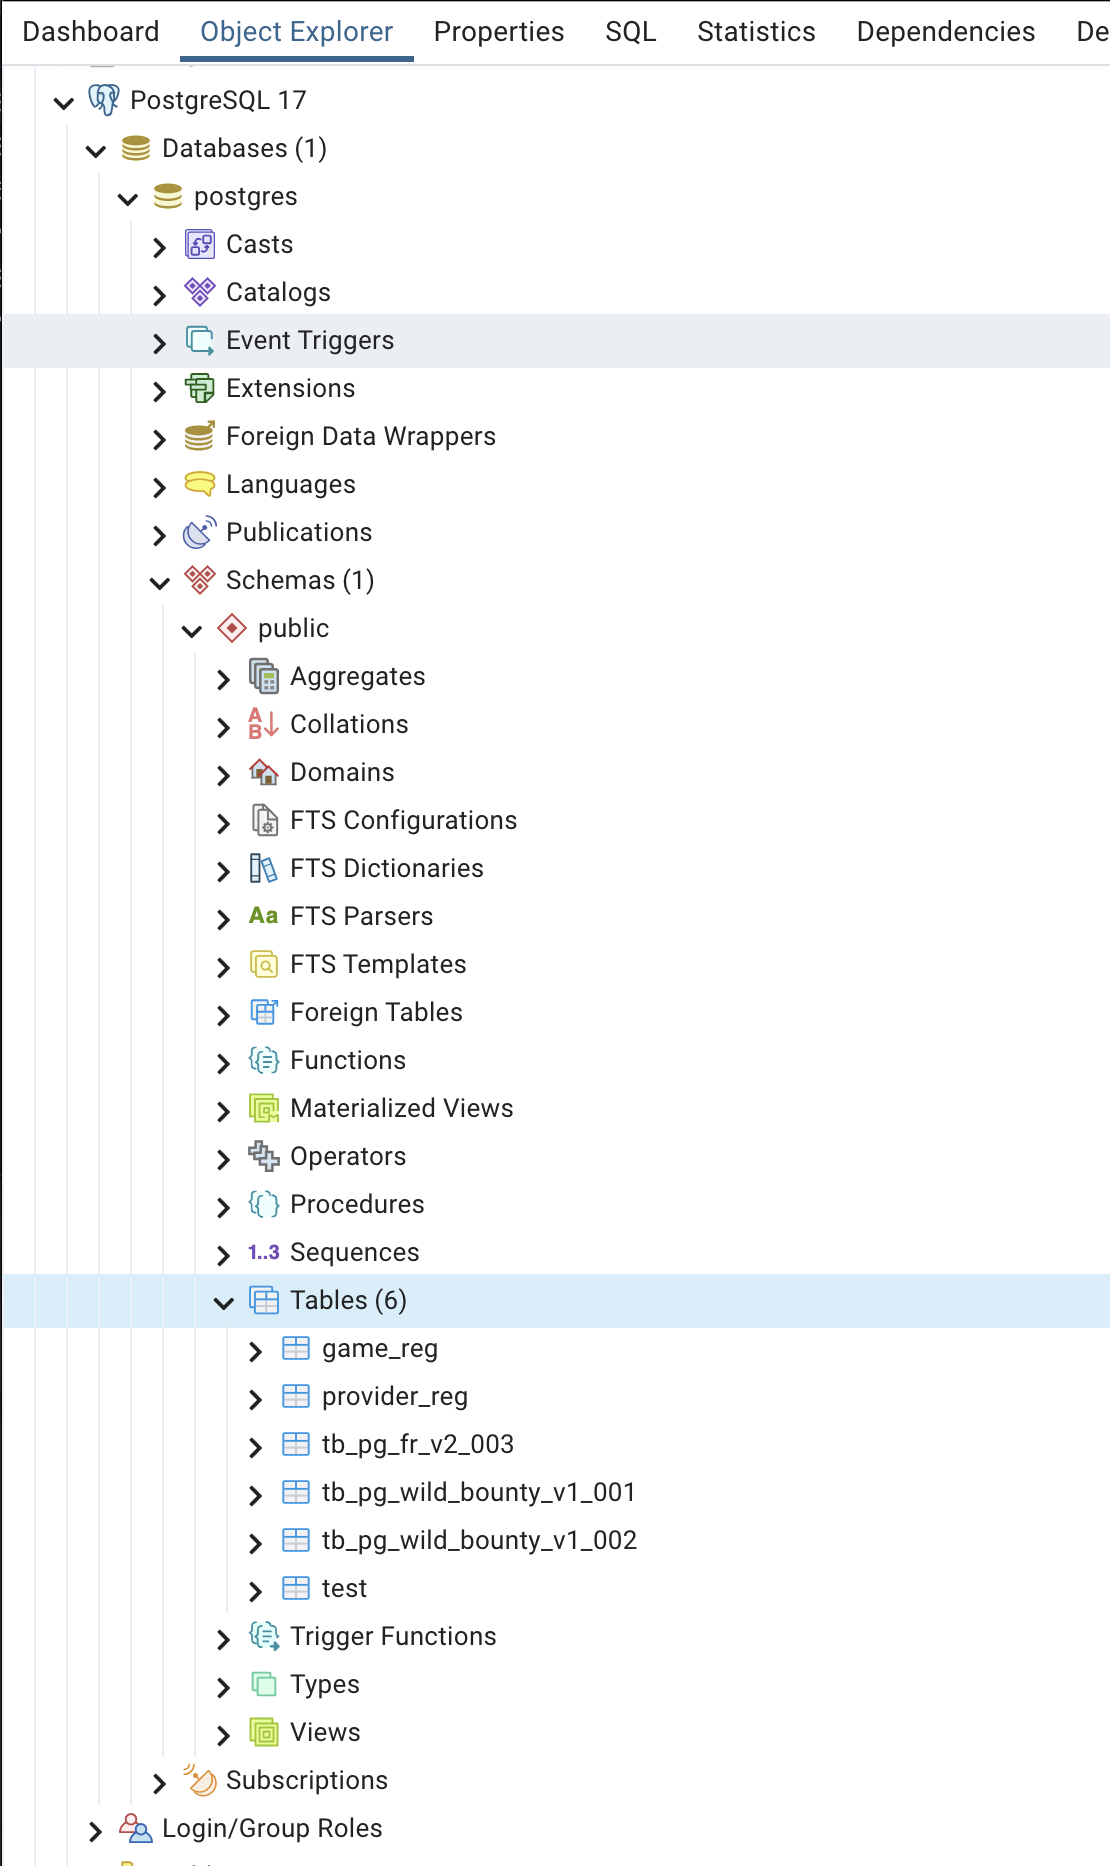 Dashboard Object Explorer Properties SQL Statistics Dependencies De
PostgreSQL 17
Databases (1)
postgres
Casts
Catalogs
Event Triggers
Extensions
Foreign Data Wrappers
Languages
Publications
Schemas (1)
public
Aggregates
Collations
Domains
FTS Configurations
FTS Dictionaries
Aa FTS Parsers
FTS Templates
Foreign Tables
Functions
Materialized Views
Operators
Procedures
1..3 Sequences
Tables (6)
game_reg
provider_reg
tb_pg_fr_v2_003
tb_pg_wild_bounty_v1_001
tb_pg_wild_bounty_v1_002
test
Trigger Functions
Types
Views
Subscriptions
Login/Group Roles